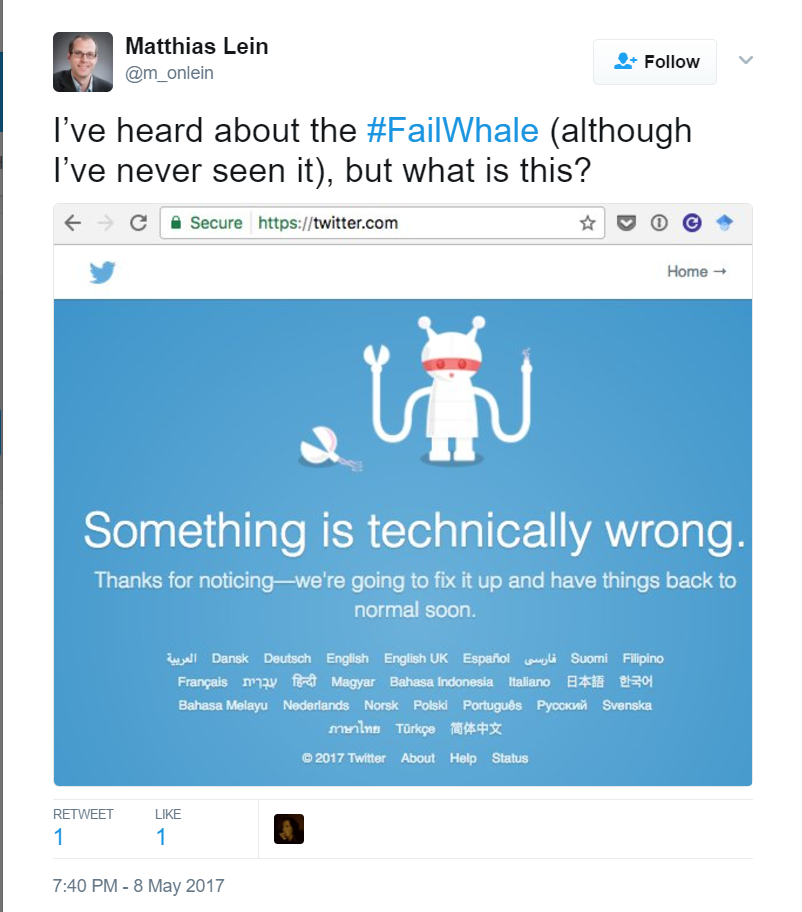 Matthias Lein
@m_onlein
Follow
I’ve heard about the #FailWhale (although
I’ve never seen it), but what is this?
Secure https://twitter.com
Home →
Something is technically wrong.
Thanks for noticing—we're going to fix it up and have things back to
normal soon.
العربية Dansk Deutsch English English UK Español فارسی Suomi Filipino
Français עִבְרִית हिन्दी Magyar Bahasa Indonesia Italiano 日本語 한국어
Bahasa Melayu Nederlands Norsk Polski Português Русский Svenska
ภาษาไทย Türkçe 简体中文
© 2017 Twitter About Help Status
RETWEET LIKE
1 1
7:40 PM - 8 May 2017